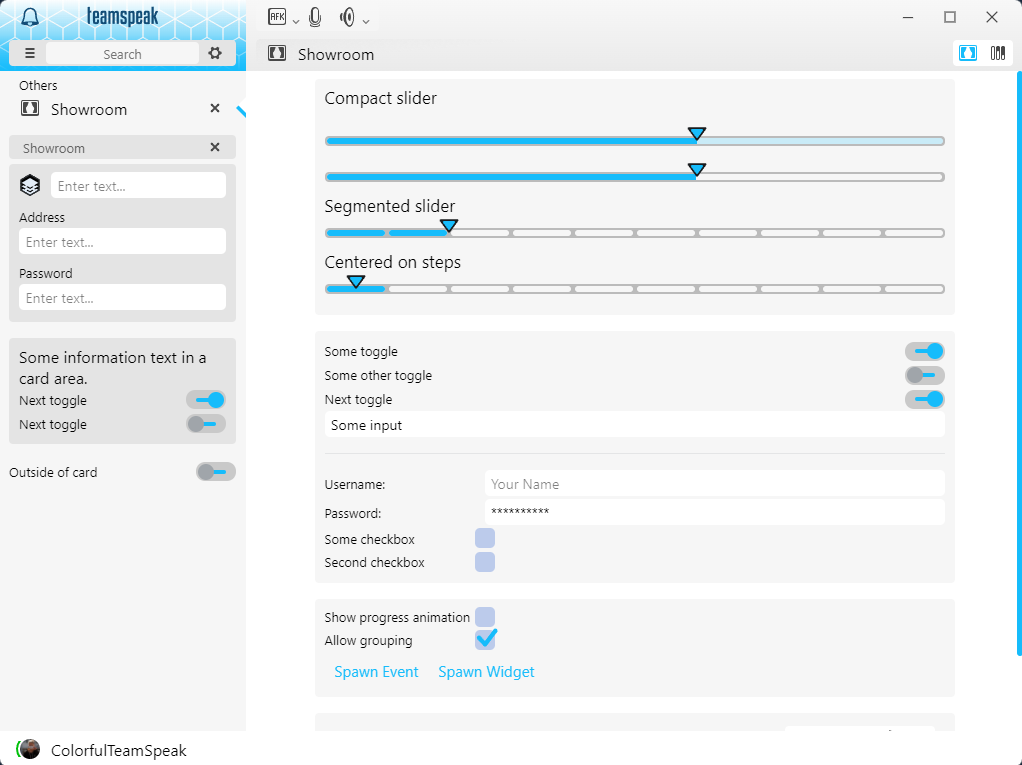 teamspeak
AFK
Search
Showroom
Others
Showroom
Showroom
Enter text...
Address
Enter text...
Password
Enter text...
Some information text in a
card area.
Next toggle
Next toggle
Outside of card
ColorfulTeamSpeak
Compact slider
Segmented slider
Centered on steps
Some toggle
Some other toggle
Next toggle
Some input
Username:
Your Name
Password:
**********
Some checkbox
Second checkbox
Show progress animation
Allow grouping
Spawn Event
Spawn Widget